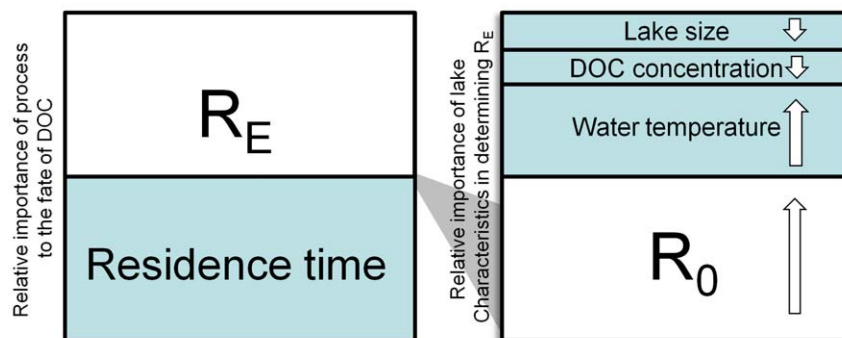 Relative importance of process
to the fate of DOC
R_E
Residence time
Relative importance of lake
Characteristics in determining R_E
Lake size
DOC concentration
Water temperature
R_0